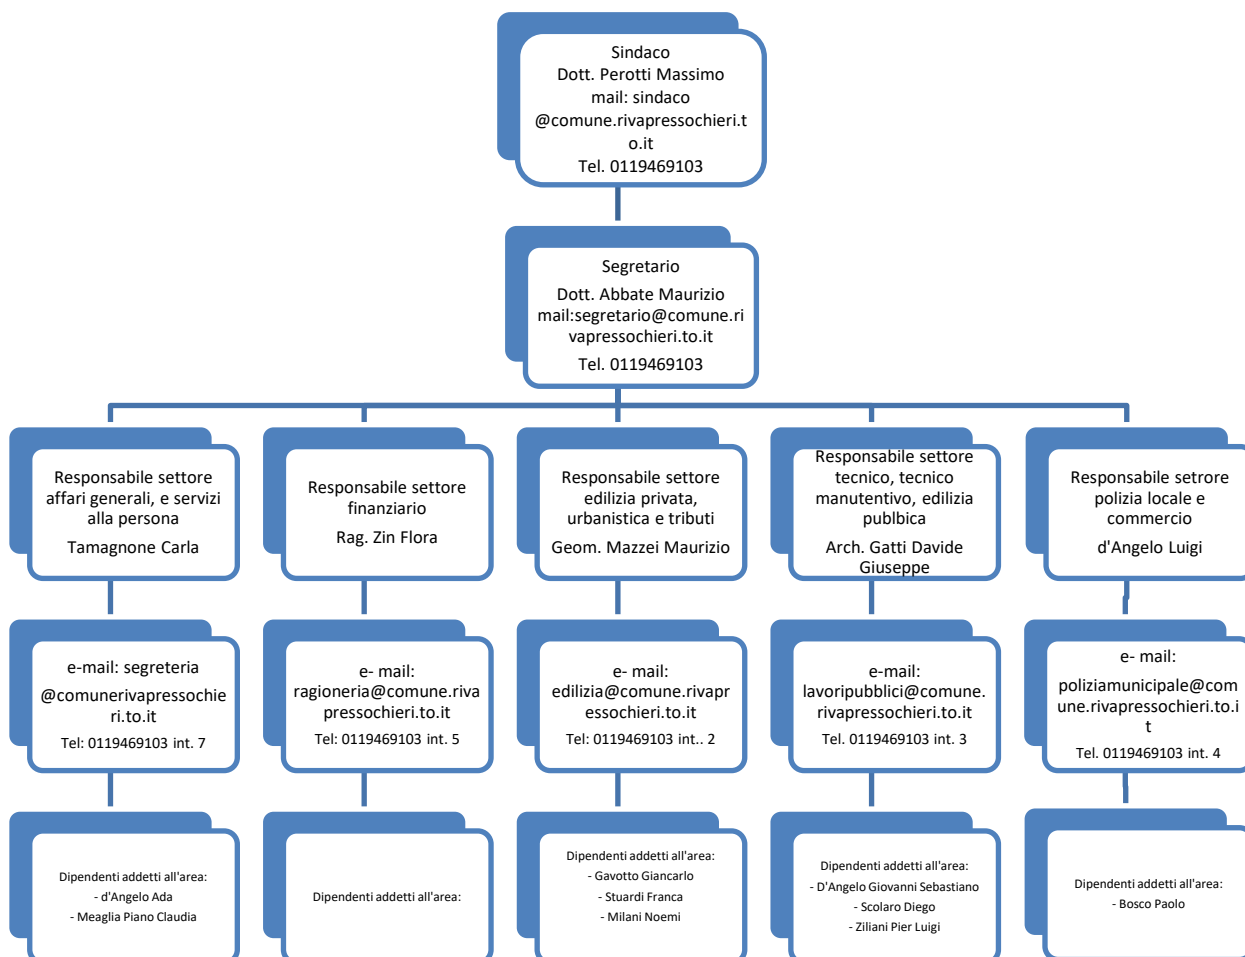 Sindaco
Dott. Perotti Massimo
mail: sindaco
@comune.rivapressochieri.t
o.it
Tel. 0119469103
Segretario
Dott. Abbate Maurizio
mail:segretario@comune.ri
vapressochieri.to.it
Tel. 0119469103
Responsabile settore
affari generali, e servizi
alla persona
Tamagnone Carla
Responsabile settore
finanziario
Rag. Zin Flora
Responsabile settore
edilizia privata,
urbanistica e tributi
Geom. Mazzei Maurizio
Responsabile settore
tecnico, tecnico
manutentivo, edilizia
publbica
Arch. Gatti Davide
Giuseppe
Responsabile setrore
polizia locale e
commercio
d'Angelo Luigi
e-mail: segreteria
@comunerivapressochie
ri.to.it
Tel: 0119469103 int. 7
e- mail:
ragioneria@comune.riva
pressochieri.to.it
Tel: 0119469103 int. 5
e- mail:
edilizia@comune.rivapr
essochieri.to.it
Tel: 0119469103 int.. 2
e-mail:
lavoripubblici@comune.
rivapressochieri.to.it
Tel. 0119469103 int. 3
e- mail:
poliziamunicipale@com
une.rivapressochieri.to.i
t
Tel. 0119469103 int. 4
Dipendenti addetti all'area:
- d'Angelo Ada
- Meaglia Piano Claudia
Dipendenti addetti all'area:
Dipendenti addetti all'area:
- Gavotto Giancarlo
- Stuardi Franca
- Milani Noemi
Dipendenti addetti all'area:
- D'Angelo Giovanni Sebastiano
- Scolaro Diego
- Ziliani Pier Luigi
Dipendenti addetti all'area:
- Bosco Paolo